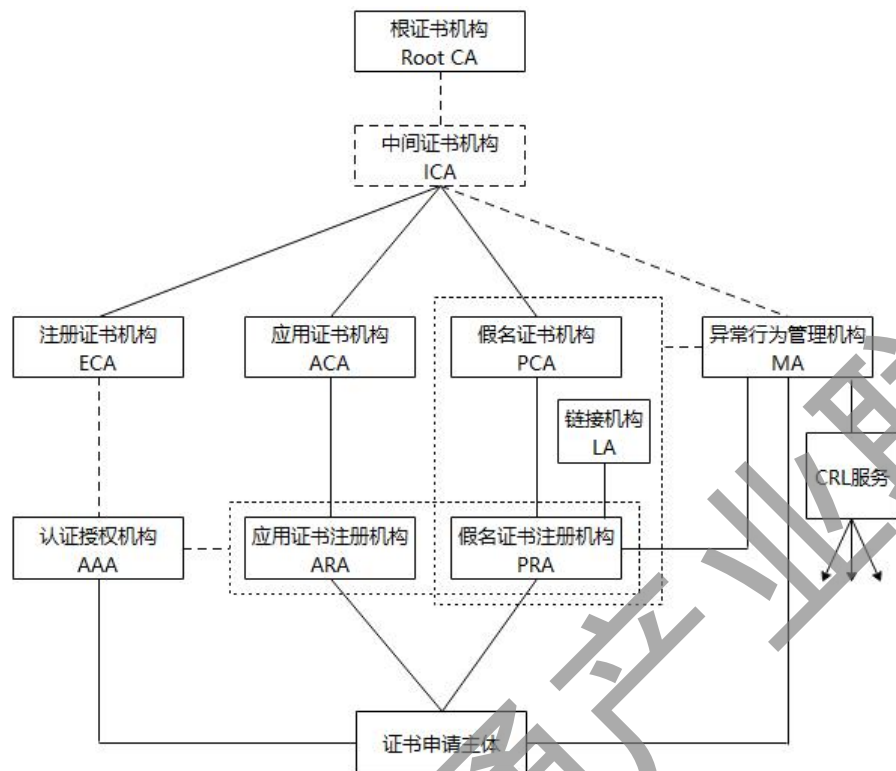 根证书机构
Root CA
中间证书机构
ICA
注册证书机构
ECA
应用证书机构
ACA
假名证书机构
PCA
异常行为管理机构
MA
链接机构
LA
CRL服务
认证授权机构
AAA
应用证书注册机构
ARA
假名证书注册机构
PRA
证书申请主体
通产业联